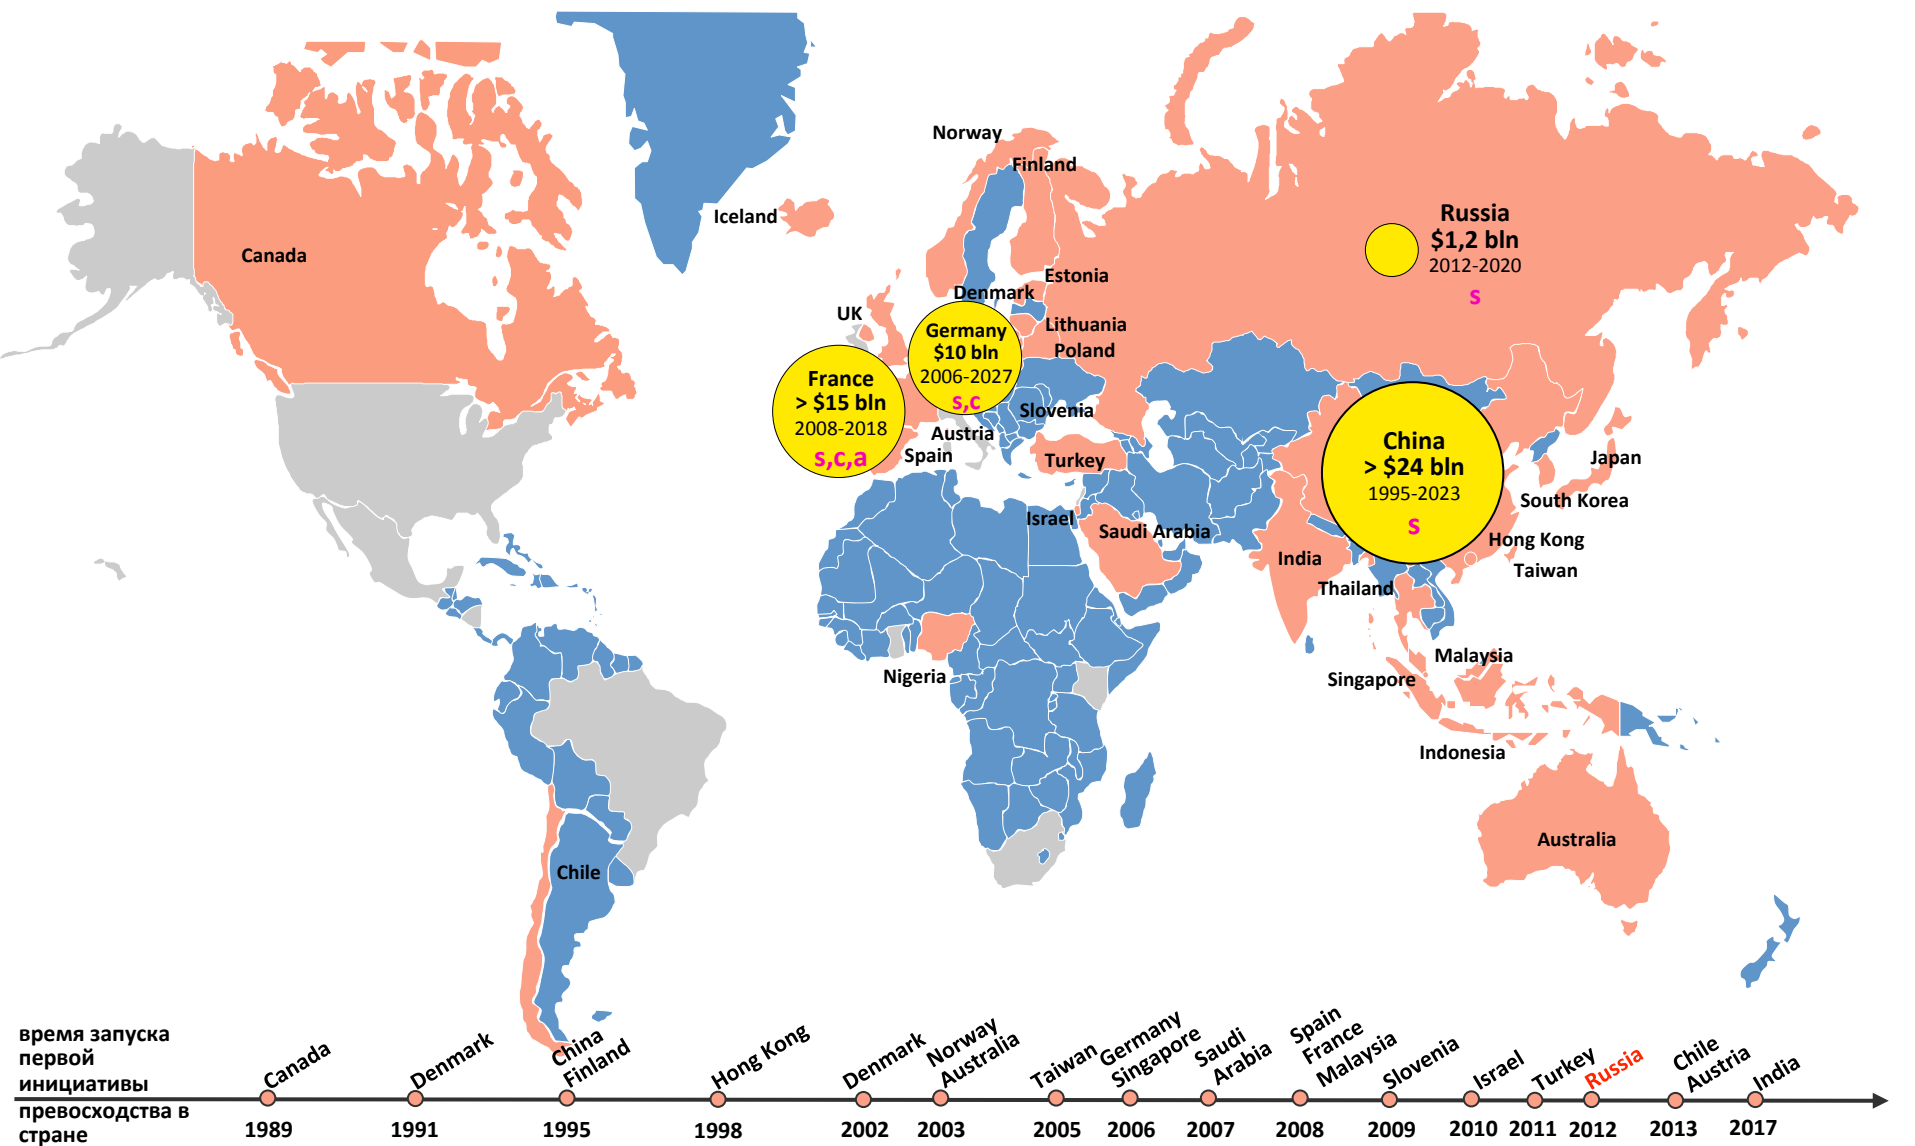 Norway
Finland
Iceland
Canada
Russia
$1,2 bln
2012-2020
s
Estonia
Denmark
UK
Lithuania
Poland
Germany
$10 bln
2006-2027
s,c
France
> $15 bln
2008-2018
s,c,a
Slovenia
Austria
Spain
Turkey
China
> $24 bln
1995-2023
s
Japan
South Korea
Israel
Saudi Arabia
Hong Kong
India
Taiwan
Thailand
Malaysia
Nigeria
Singapore
Indonesia
Australia
Chile
время запуска
первой
инициативы
превосходства в
стране
Canada
Denmark
China
Finland
Hong Kong
Denmark
Norway
Australia
Taiwan
Germany
Singapore
Saudi
Arabia
Spain
France
Malaysia
Slovenia
Israel
Turkey
Russia
Chile
Austria
India
1989
1991
1995
1998
2002
2003
2005
2006
2007
2008
2009
2010
2011
2012
2013
2017